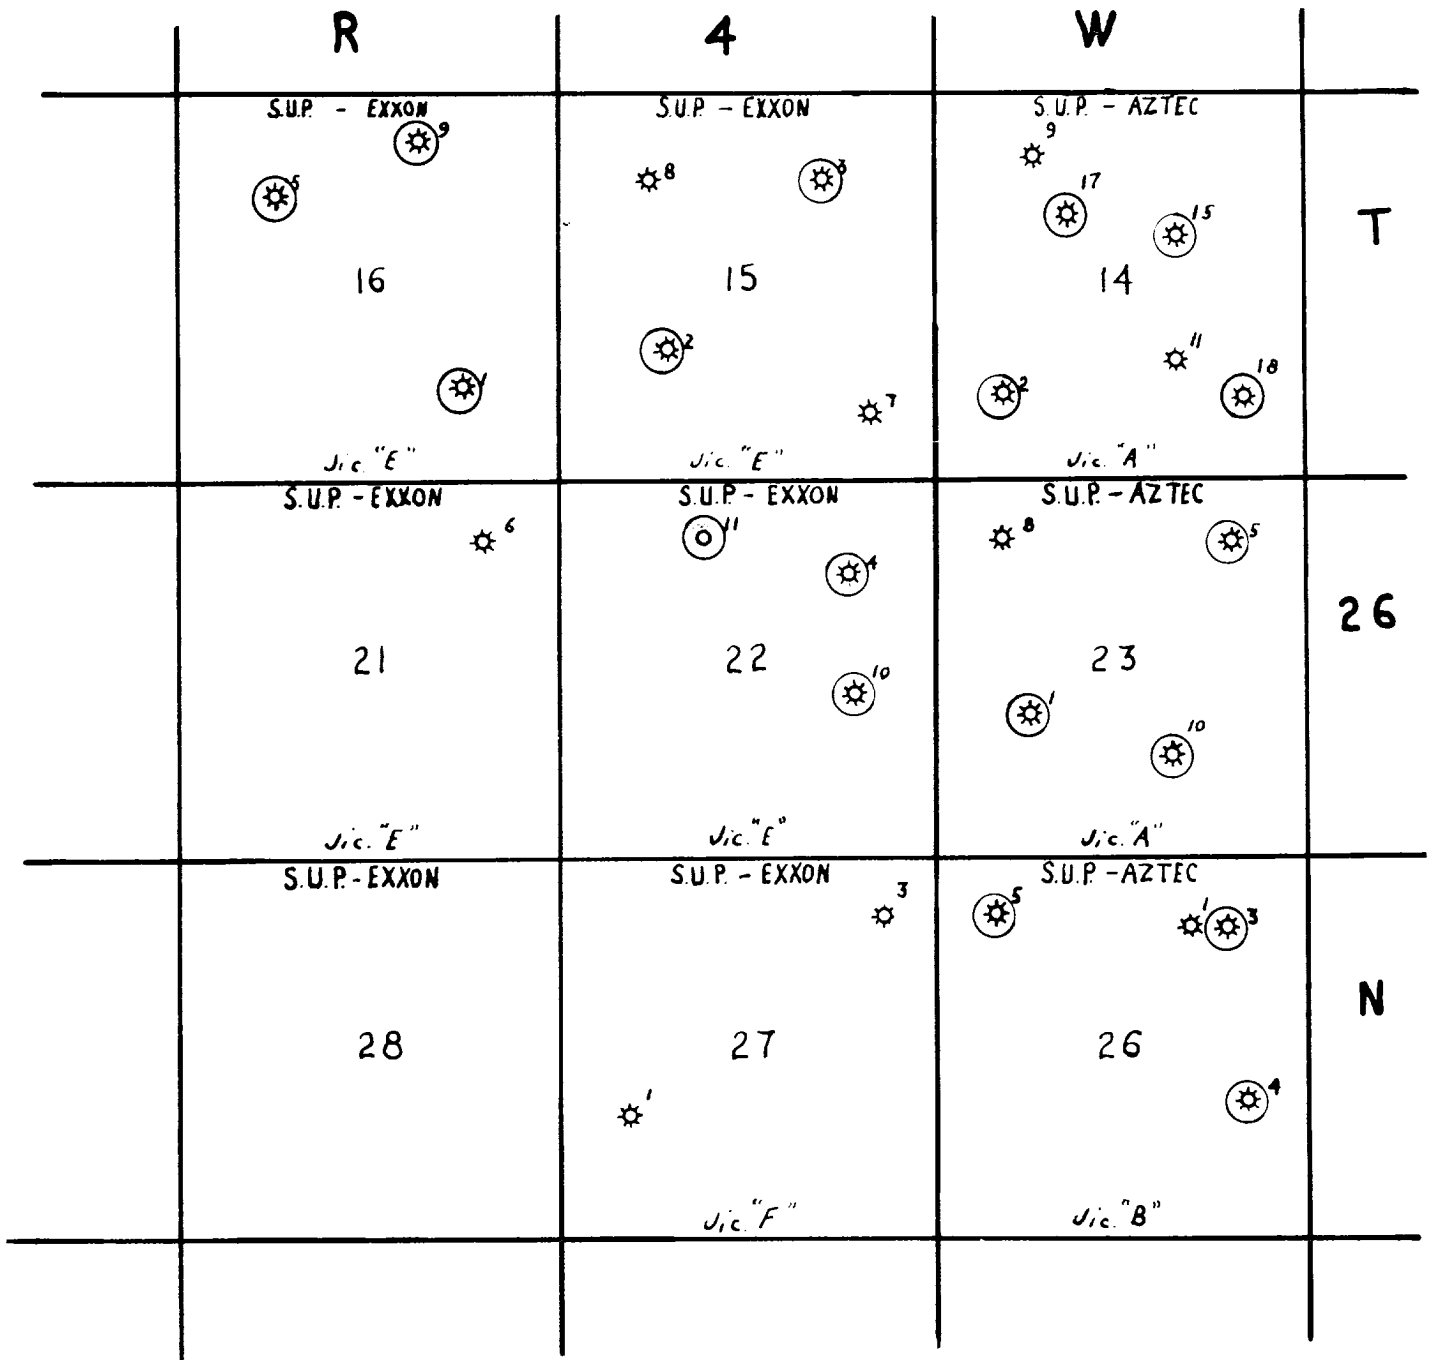 R 4 W
S.U.P. - EXXON S.U.P. - EXXON S.U.P. - AZTEC
9
9
5 8 3 17 15 T
16 15 14
2 11
1 7 2 18
Jic. "E" Jic. "E" Jic. "A"
S.U.P. - EXXON S.U.P. - EXXON S.U.P. - AZTEC
6 11 8 5
4
26
21 22 23
10 1
10
Jic. "E" Jic. "E" Jic. "A"
S.U.P. - EXXON S.U.P. - EXXON S.U.P. - AZTEC
3 5 1 3
N
28 27 26
1 4
Jic. "F" Jic. "B"